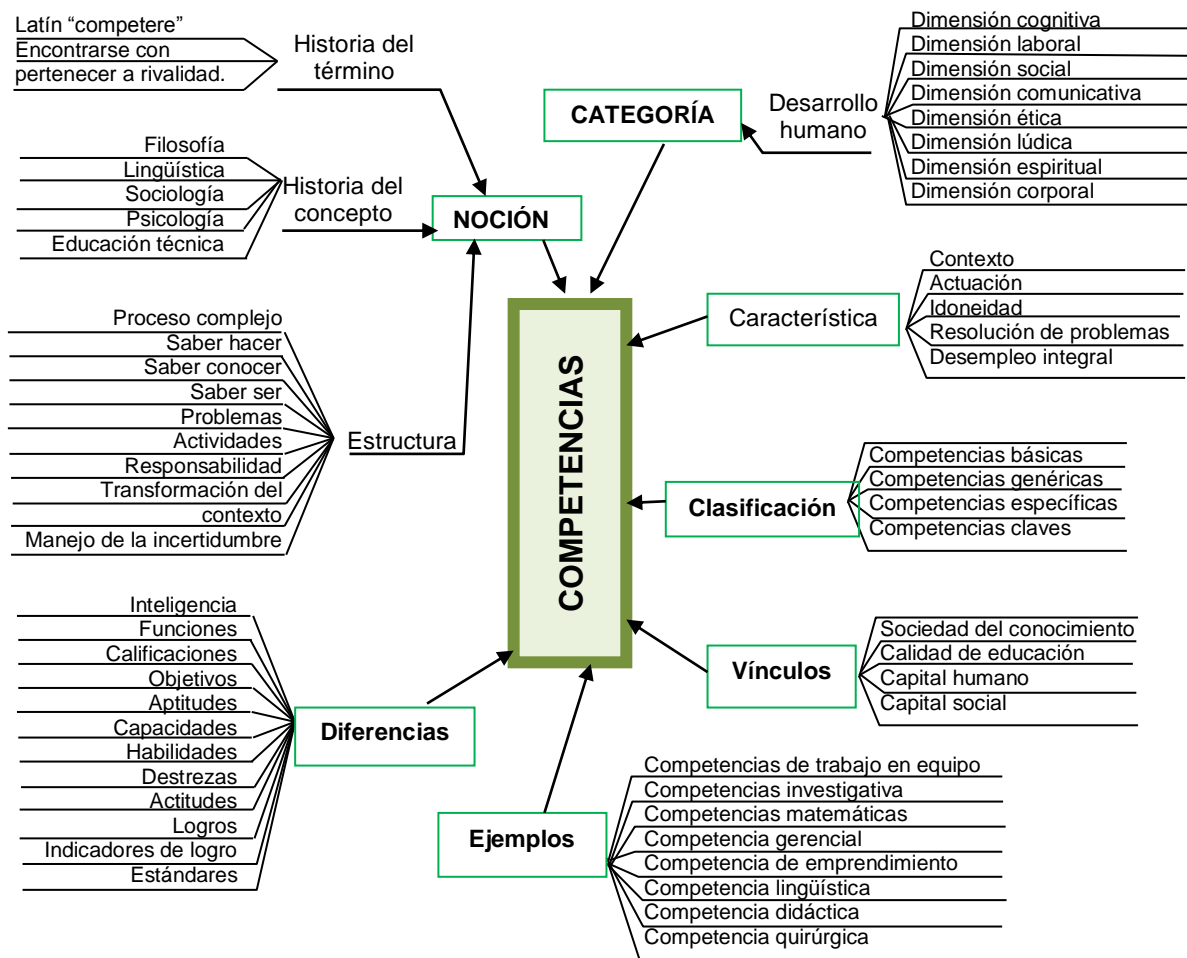 Latín “competere”
Encontrarse con
pertenecer a rivalidad.
Historia del
término
Filosofía
Lingüística
Sociología
Psicología
Educación técnica
Historia del
concepto
NOCIÓN
Proceso complejo
Saber hacer
Saber conocer
Saber ser
Problemas
Actividades
Responsabilidad
Transformación del
contexto
Manejo de la incertidumbre
Estructura
Inteligencia
Funciones
Calificaciones
Objetivos
Aptitudes
Capacidades
Habilidades
Destrezas
Actitudes
Logros
Indicadores de logro
Estándares
Diferencias
COMPETENCIAS
CATEGORÍA
Desarrollo
humano
Dimensión cognitiva
Dimensión laboral
Dimensión social
Dimensión comunicativa
Dimensión ética
Dimensión lúdica
Dimensión espiritual
Dimensión corporal
Característica
Contexto
Actuación
Idoneidad
Resolución de problemas
Desempleo integral
Clasificación
Competencias básicas
Competencias genéricas
Competencias específicas
Competencias claves
Vínculos
Sociedad del conocimiento
Calidad de educación
Capital humano
Capital social
Ejemplos
Competencias de trabajo en equipo
Competencias investigativa
Competencias matemáticas
Competencia gerencial
Competencia de emprendimiento
Competencia lingüística
Competencia didáctica
Competencia quirúrgica